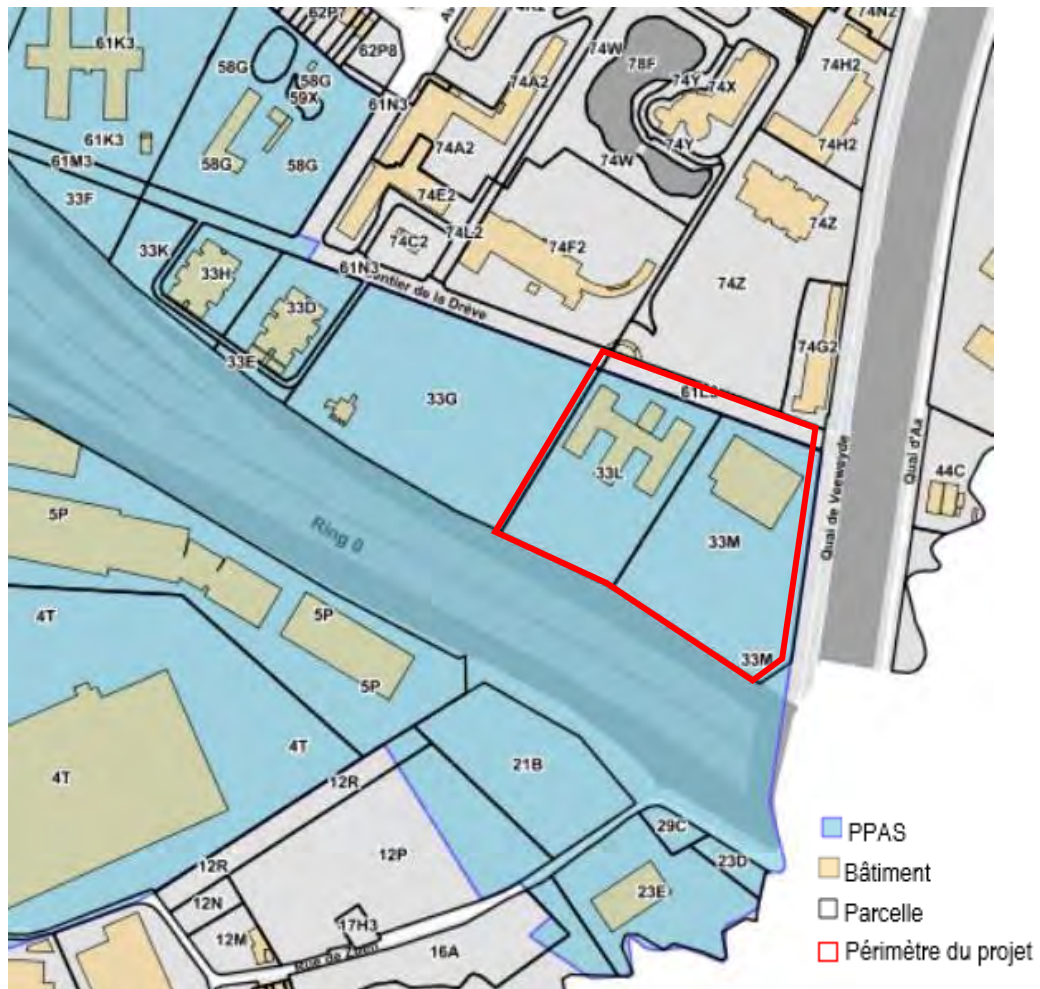 62P7
74N2
61K3
62P8
74W
78F
74H2
58G
58G
59X
74A2
74Y
74X
61N3
61K3
74A2
74H2
58G
58G
74Y
74W
61M3
33F
74E2
74Z
74L2
74C2
74F2
33K
33H
61N3
Sentier de la Drève
74Z
33D
74G2
33E
33G
Quai de Veeweyde
Quai d'Aa
44C
33L
5P
Ring 0
33M
4T
5P
33M
5P
4T
21B
4T
12R
PPAS
29C
12P
23D
Bâtiment
12R
12N
23E
Parcelle
17H3
12M
16A
Périmètre du projet